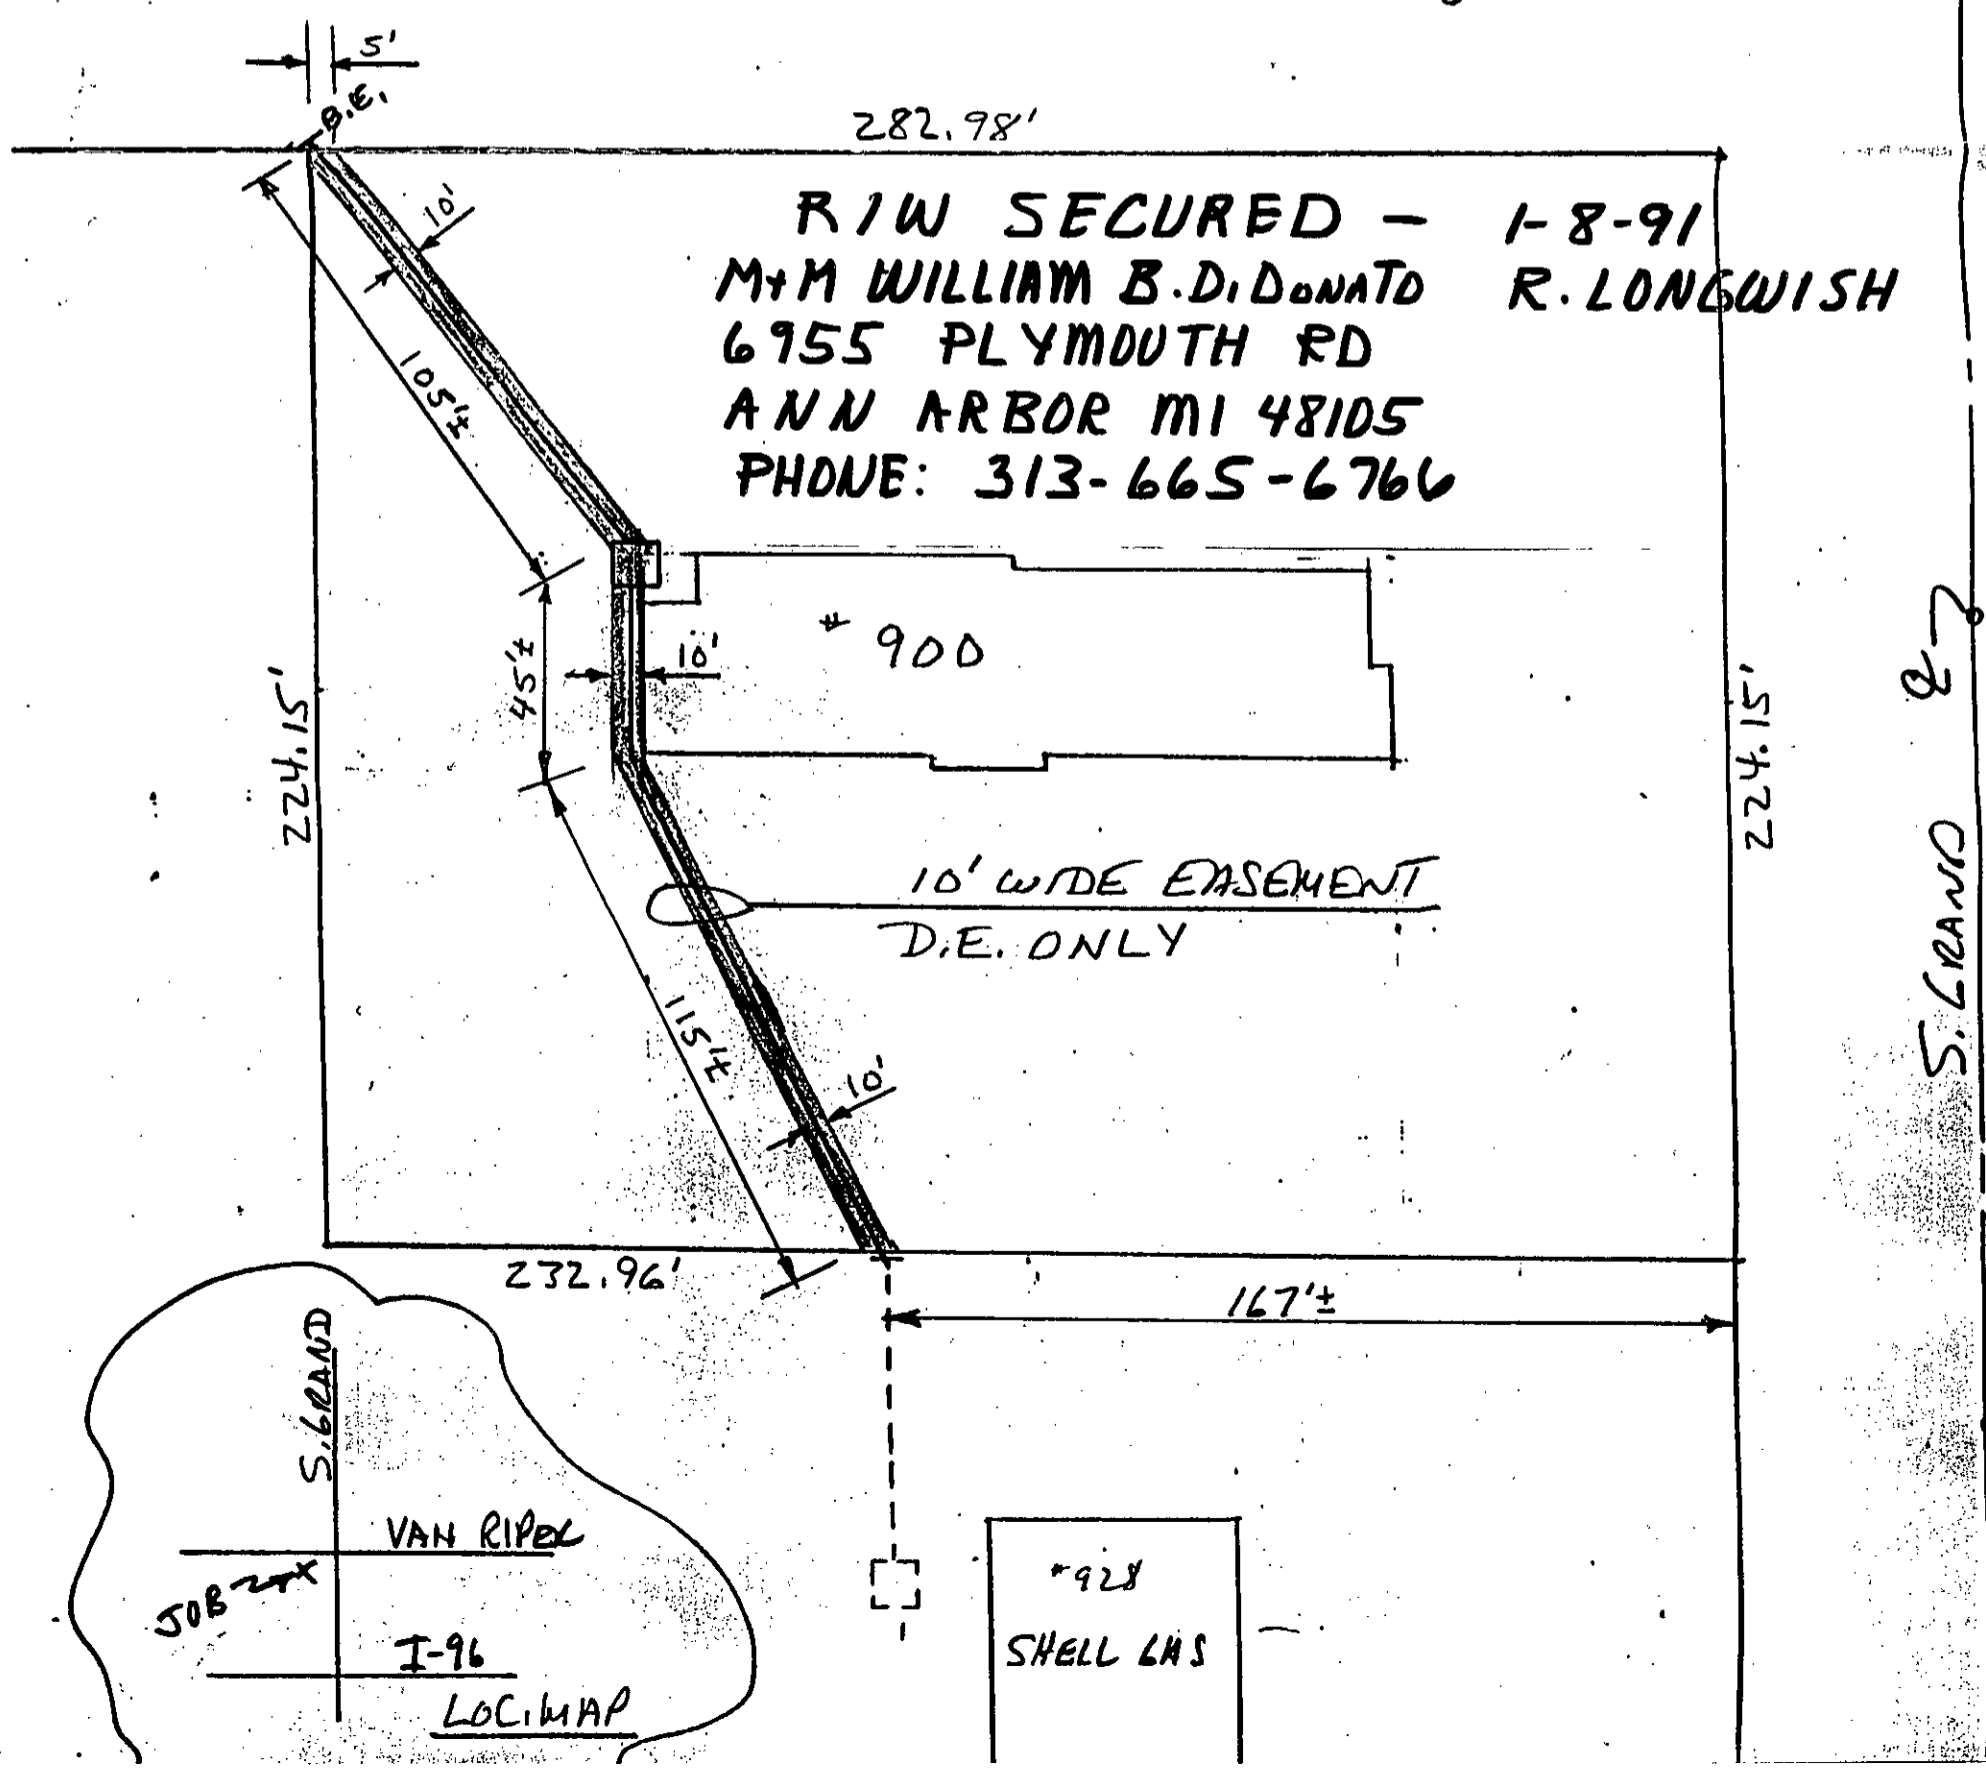 5'
B.E.
282.98'
R/W SECURED - 1-8-91
M+M WILLIAM B. DiDONATO R. LONGWISH
6955 PLYMOUTH RD
ANN ARBOR MI 48105
PHONE: 313-665-6766
10'
105'±
# 900
10'
45'±
224.15'
224.15'
S. GRAND
10' WIDE EASEMENT
D.E. ONLY
115'±
10'
232.96'
167'±
S. GRAND
VAN RIPER
JOB X
I-96
LOC. MAP
#928
SHELL GAS